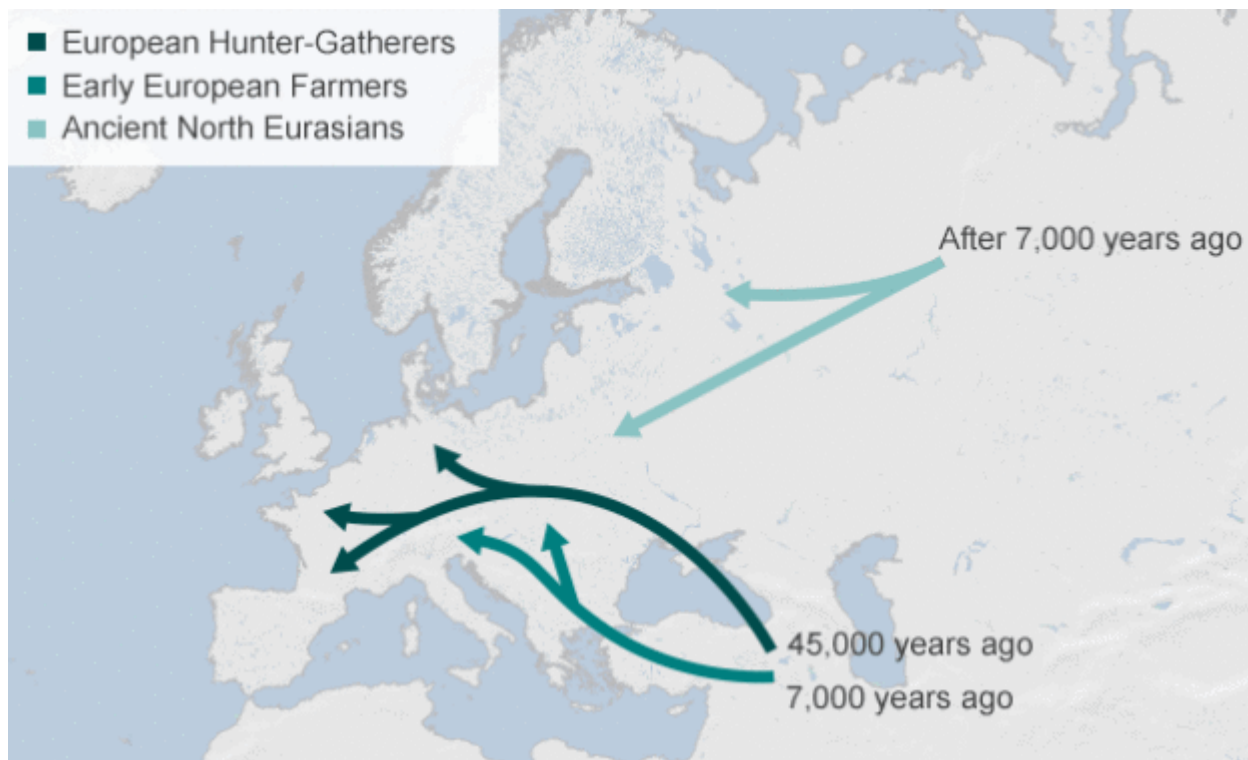 European Hunter-Gatherers
Early European Farmers
Ancient North Eurasians
After 7,000 years ago
45,000 years ago
7,000 years ago